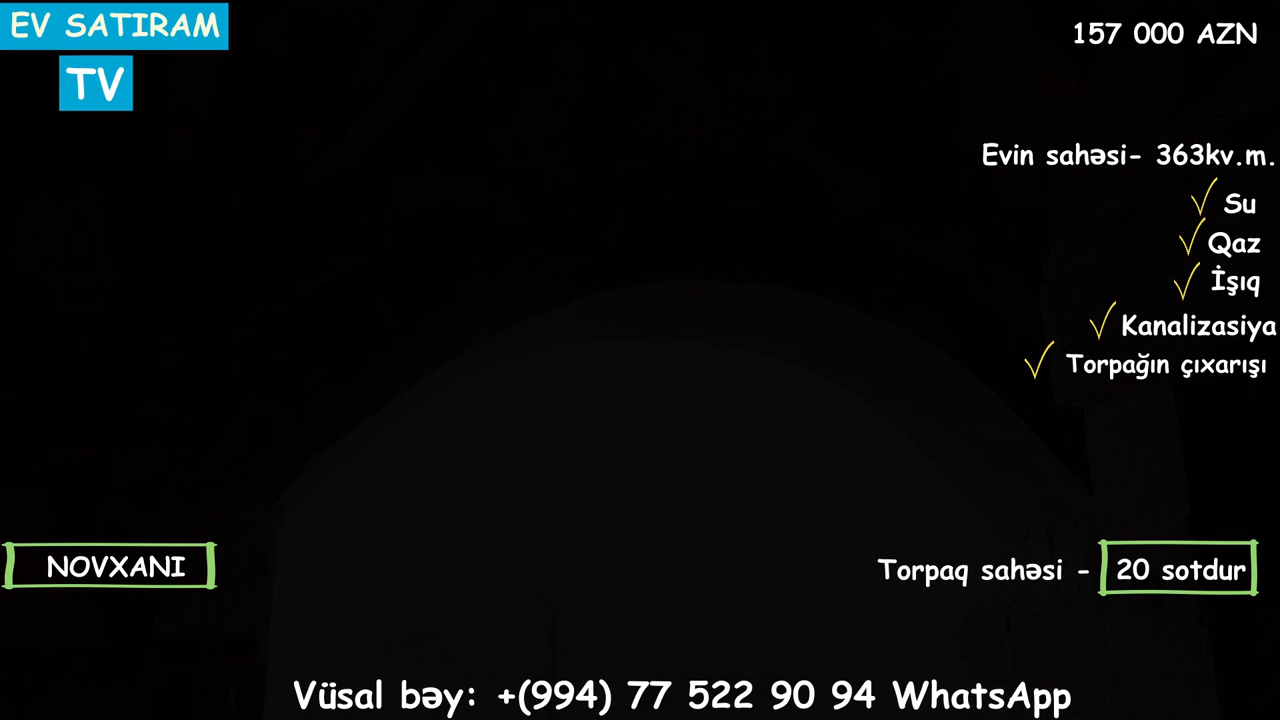 EV SATIRAM
TV
157 000 AZN
Evin sahəsi- 363kv.m.
Su
Qaz
İşıq
Kanalizasiya
Torpağın çıxarışı
NOVXANI
Torpaq sahəsi - 20 sotdur
Vüsal bəy: +(994) 77 522 90 94 WhatsApp